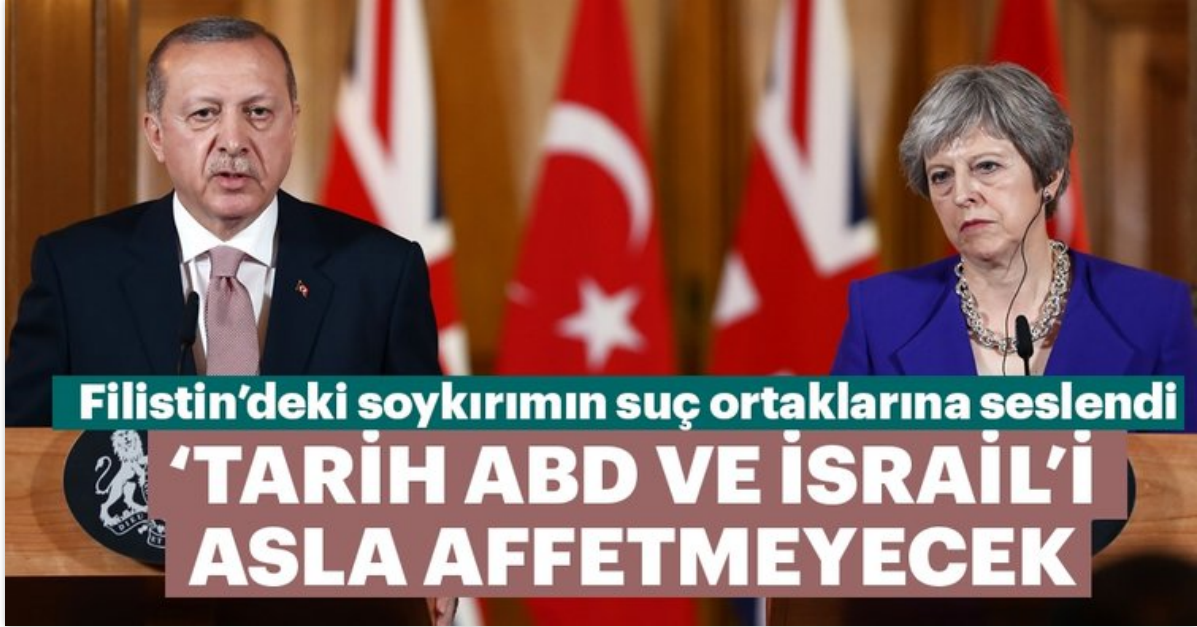 Filistin'deki soykırımın suç ortaklarına seslendi
‘TARİH ABD VE İSRAİL’İ
ASLA AFFETMEYECEK